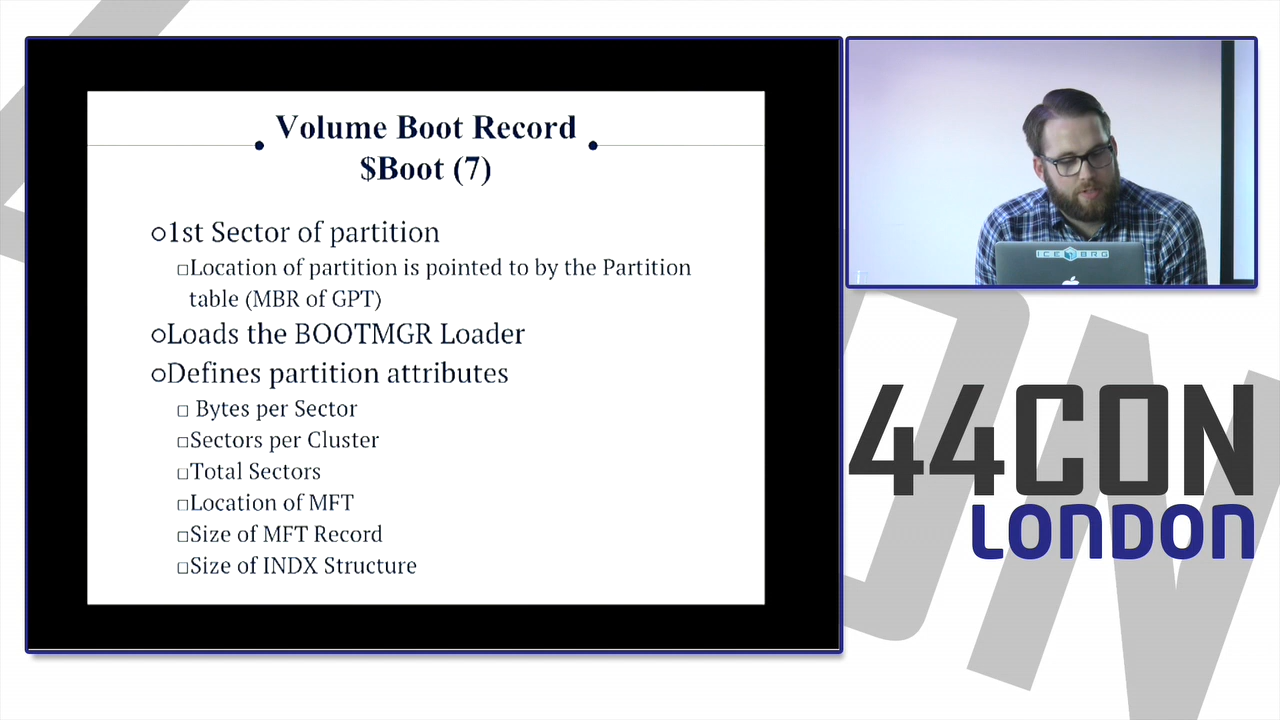 Volume Boot Record
$Boot (7)
1st Sector of partition
Location of partition is pointed to by the Partition
table (MBR of GPT)
Loads the BOOTMGR Loader
Defines partition attributes
Bytes per Sector
Sectors per Cluster
Total Sectors
Location of MFT
Size of MFT Record
Size of INDX Structure
ICEBRG
44CON
LONDON